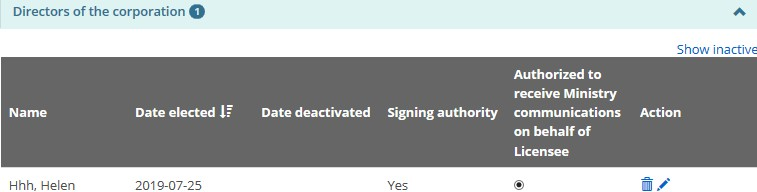 Directors of the corporation 1
Show inactive
Name Date elected Date deactivated Signing authority Authorized to receive Ministry communications on behalf of Licensee Action
Hhh, Helen 2019-07-25 Yes